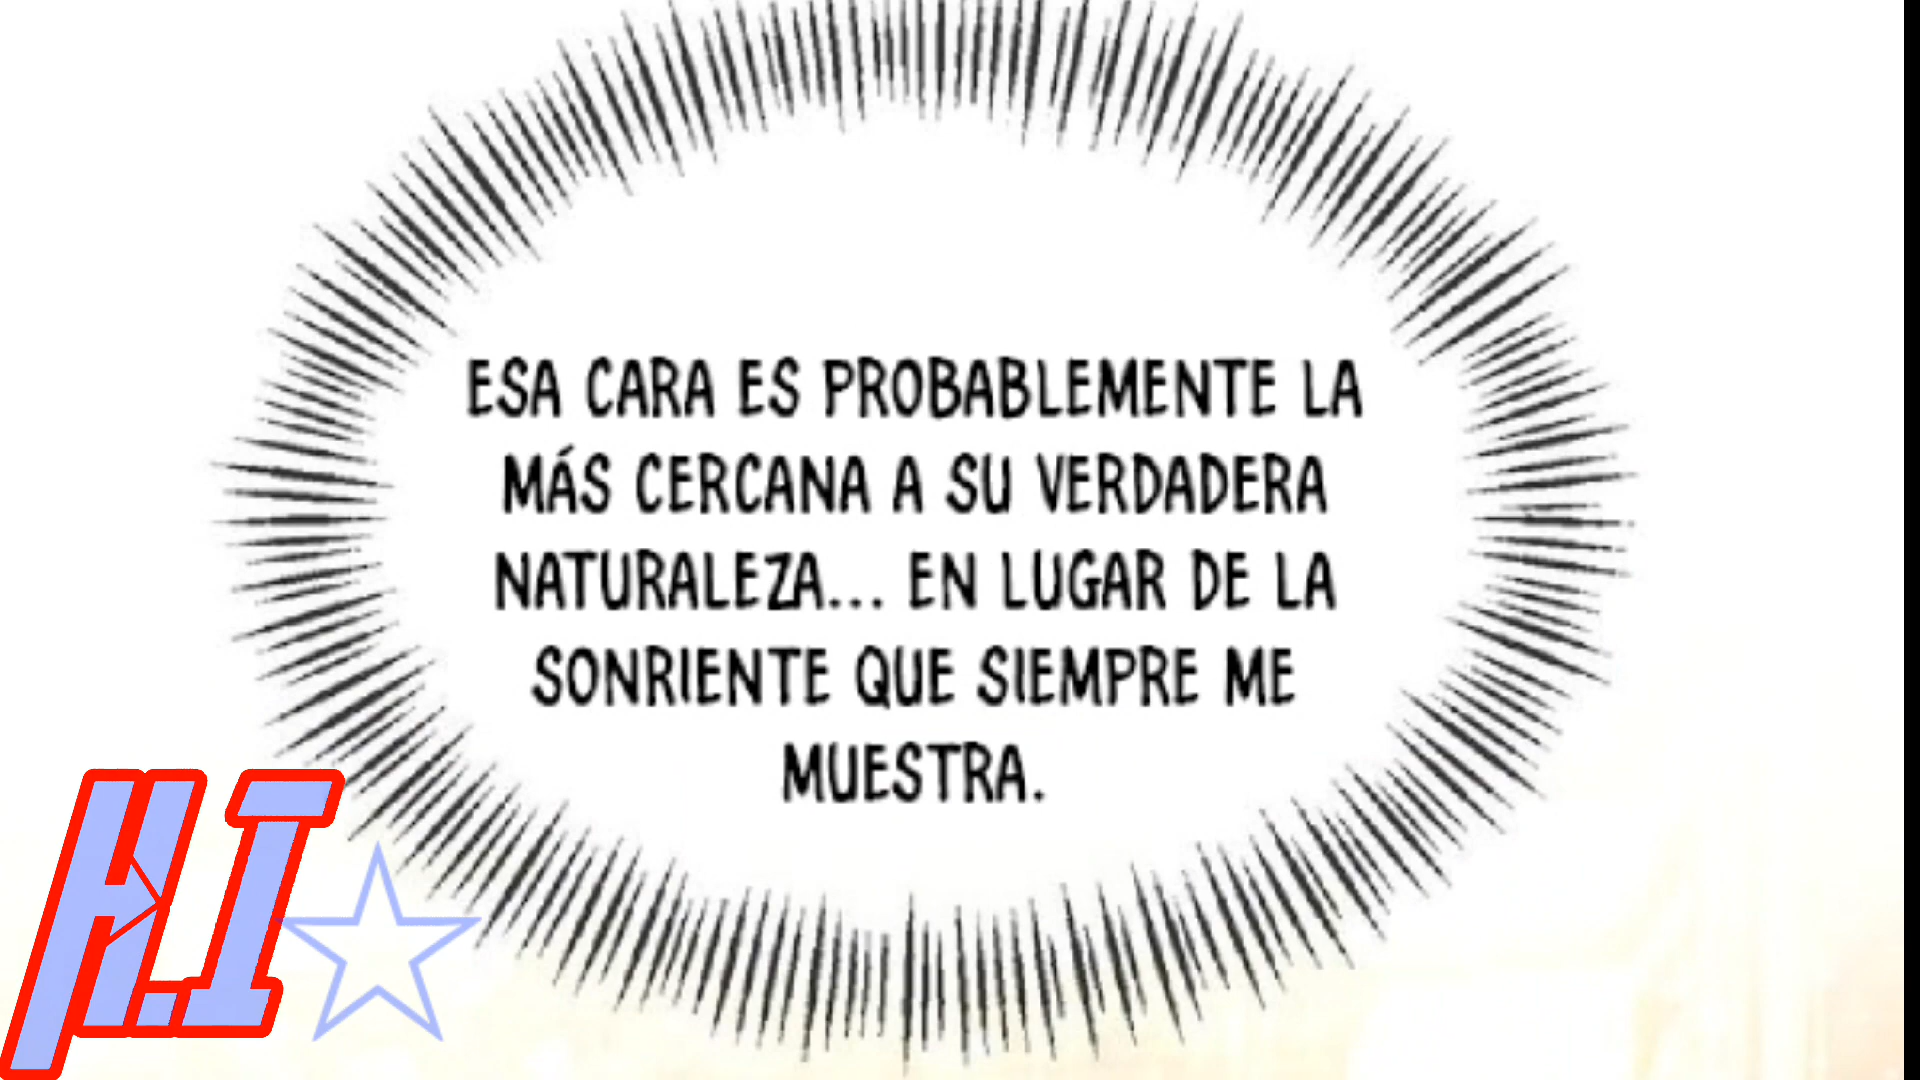 ESA CARA ES PROBABLEMENTE LA
MÁS CERCANA A SU VERDADERA
NATURALEZA... EN LUGAR DE LA
SONRIENTE QUE SIEMPRE ME
MUESTRA.
H.I